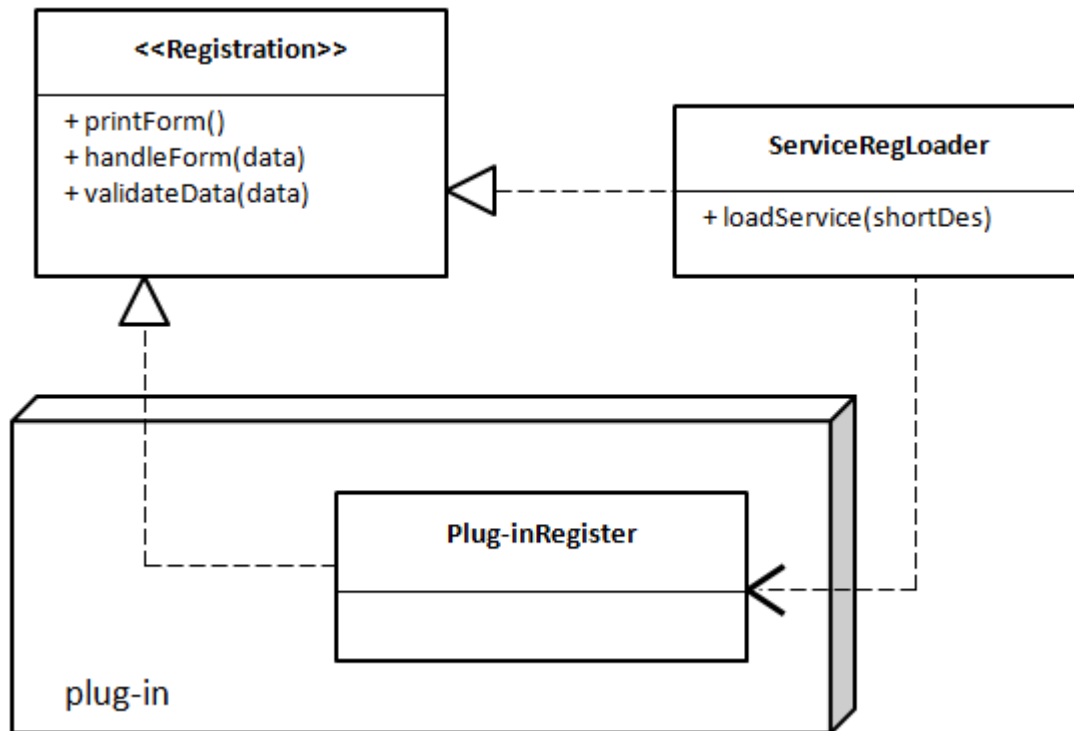 <<Registration>>
+ printForm()
+ handleForm(data)
+ validateData(data)
ServiceRegLoader
+ loadService(shortDes)
Plug-inRegister
plug-in